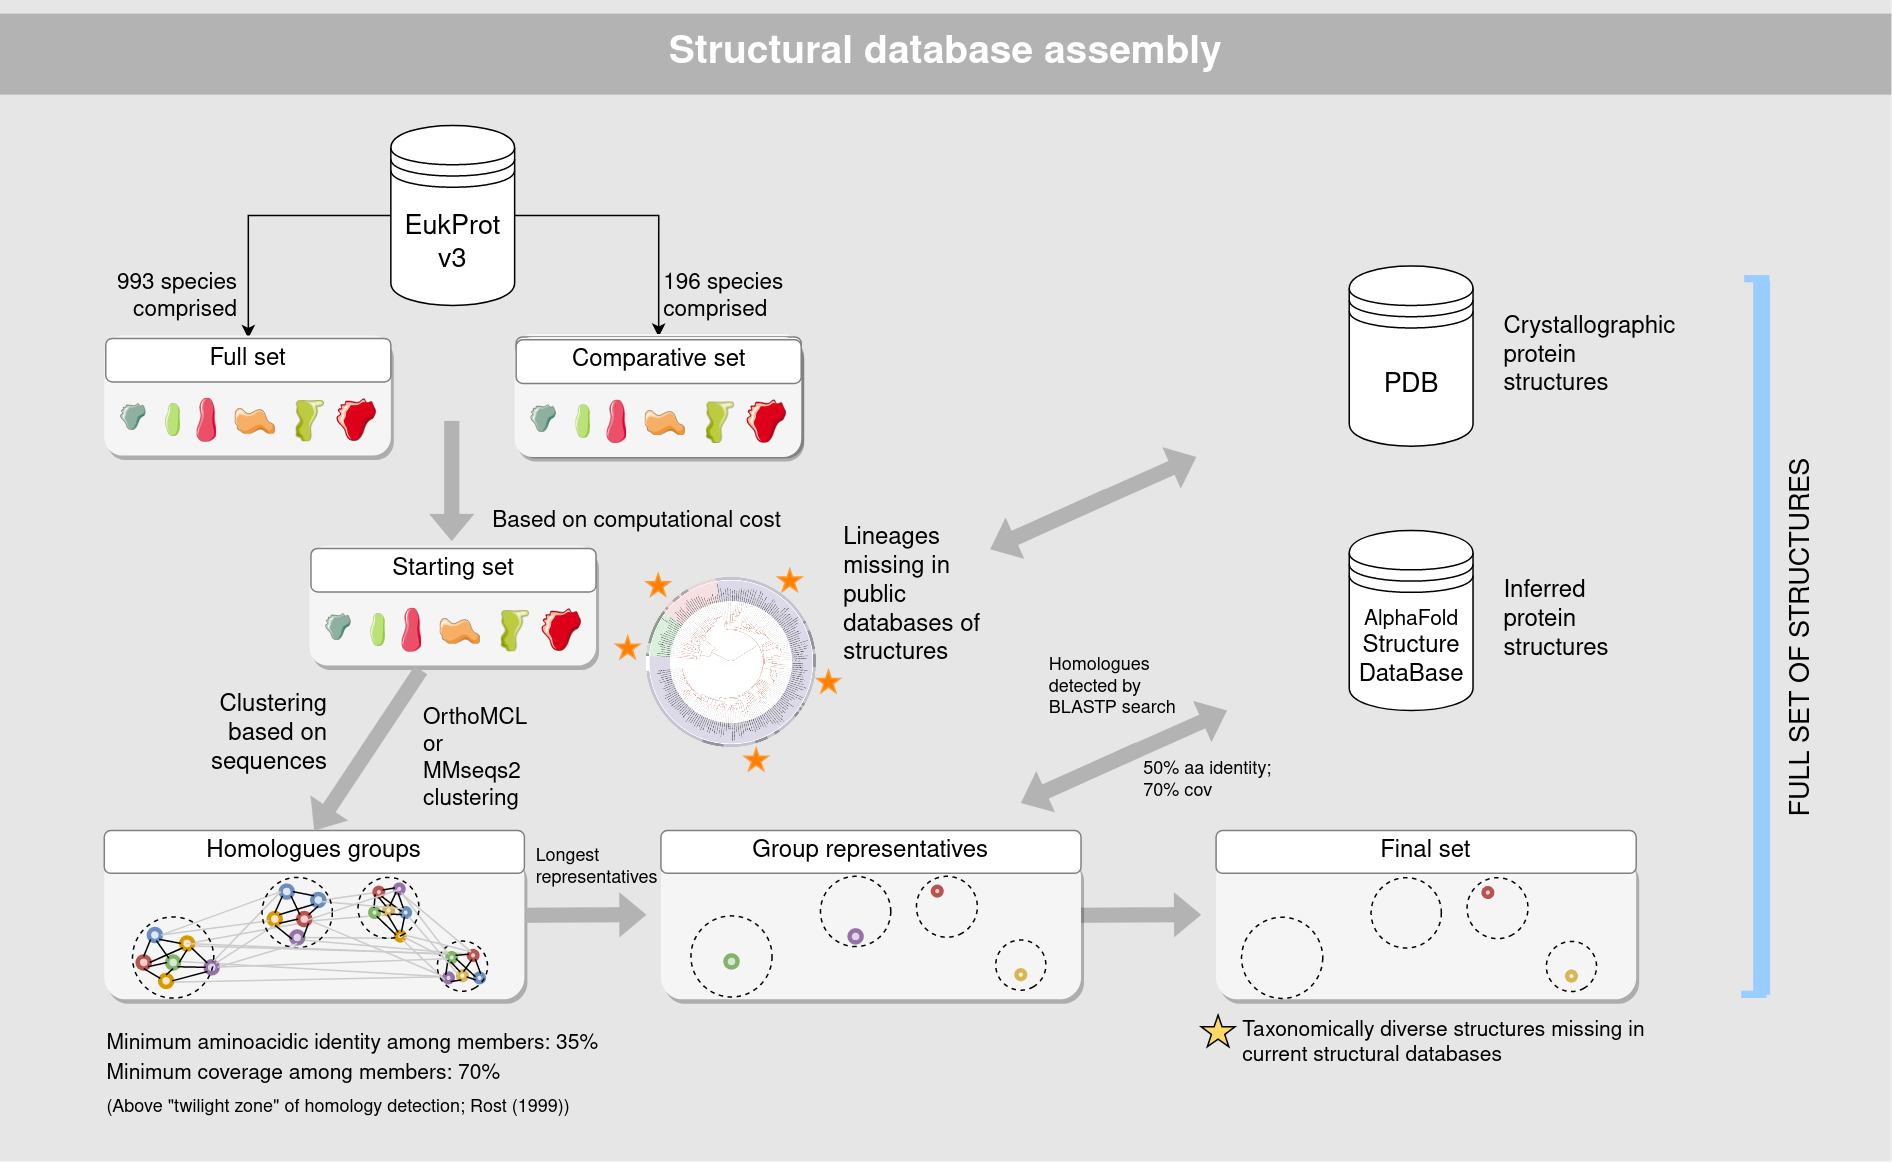 Structural database assembly
EukProt
v3
993 species
comprised
196 species
comprised
Full set
Comparative set
Based on computational cost
Starting set
Lineages
missing in
public
databases of
structures
PDB
Crystallographic
protein
structures
AlphaFold
Structure
DataBase
Inferred
protein
structures
FULL SET OF STRUCTURES
Clustering
based on
sequences
OrthoMCL
or
MMseqs2
clustering
Homologues
detected by
BLASTP search
50% aa identity;
70% cov
Homologues groups
Longest
representatives
Group representatives
Final set
Minimum aminoacidic identity among members: 35%
Minimum coverage among members: 70%
(Above "twilight zone" of homology detection; Rost (1999))
Taxonomically diverse structures missing in
current structural databases